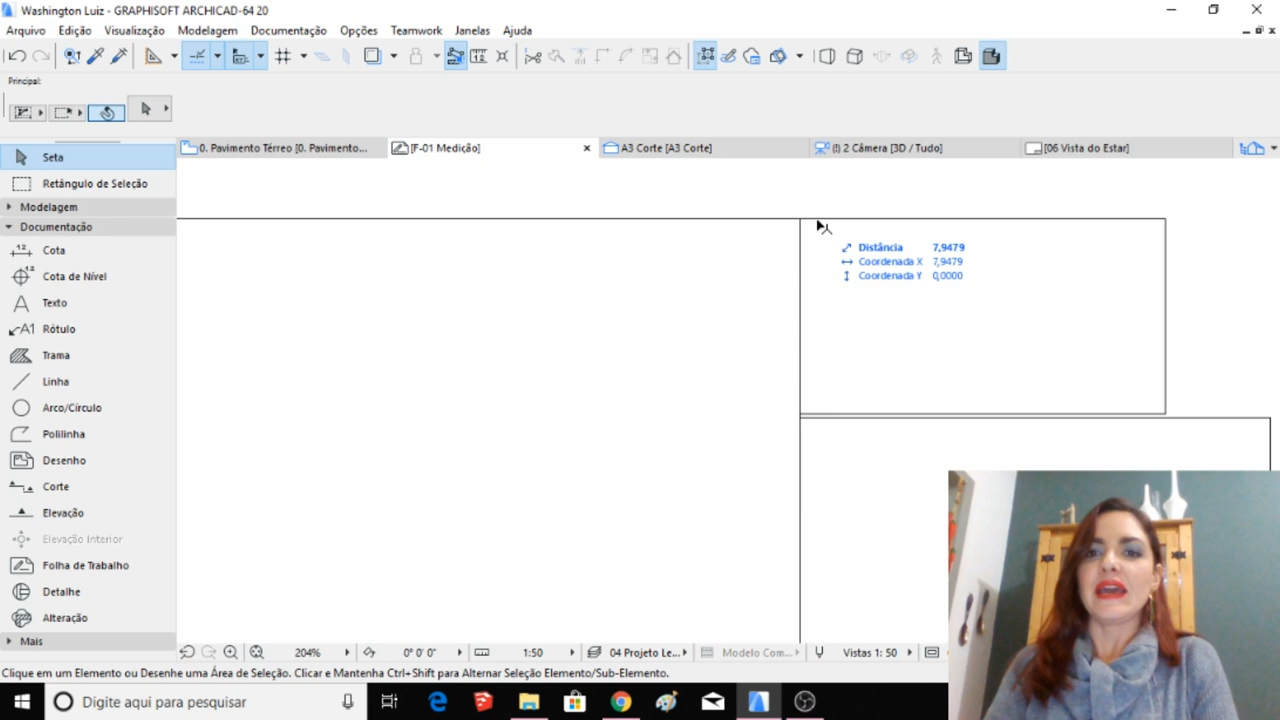 Washington Luiz - GRAPHISOFT ARCHICAD-64 20
Arquivo Edição Visualização Modelagem Documentação Opções Teamwork Janelas Ajuda
Principal:
0. Pavimento Térreo [0. Pavimento... [F-01 Medição] A3 Corte [A3 Corte] (!) 2 Câmera [3D / Tudo] [06 Vista do Estar]
Seta
Retângulo de Seleção
Modelagem
Documentação
Cota
Cota de Nível
Texto
Rótulo
Trama
Linha
Arco/Círculo
Polilinha
Desenho
Corte
Elevação
Elevação Interior
Folha de Trabalho
Detalhe
Alteração
Mais
Distância 7,9479
Coordenada X 7,9479
Coordenada Y 0,0000
204% 0° 0' 0" 1:50 04 Projeto Le... Modelo Com... Vistas 1: 50
Clique em um Elemento ou Desenhe uma Área de Seleção. Clicar e Mantenha Ctrl+Shift para Alternar Seleção Elemento/Sub-Elemento.
Digite aqui para pesquisar